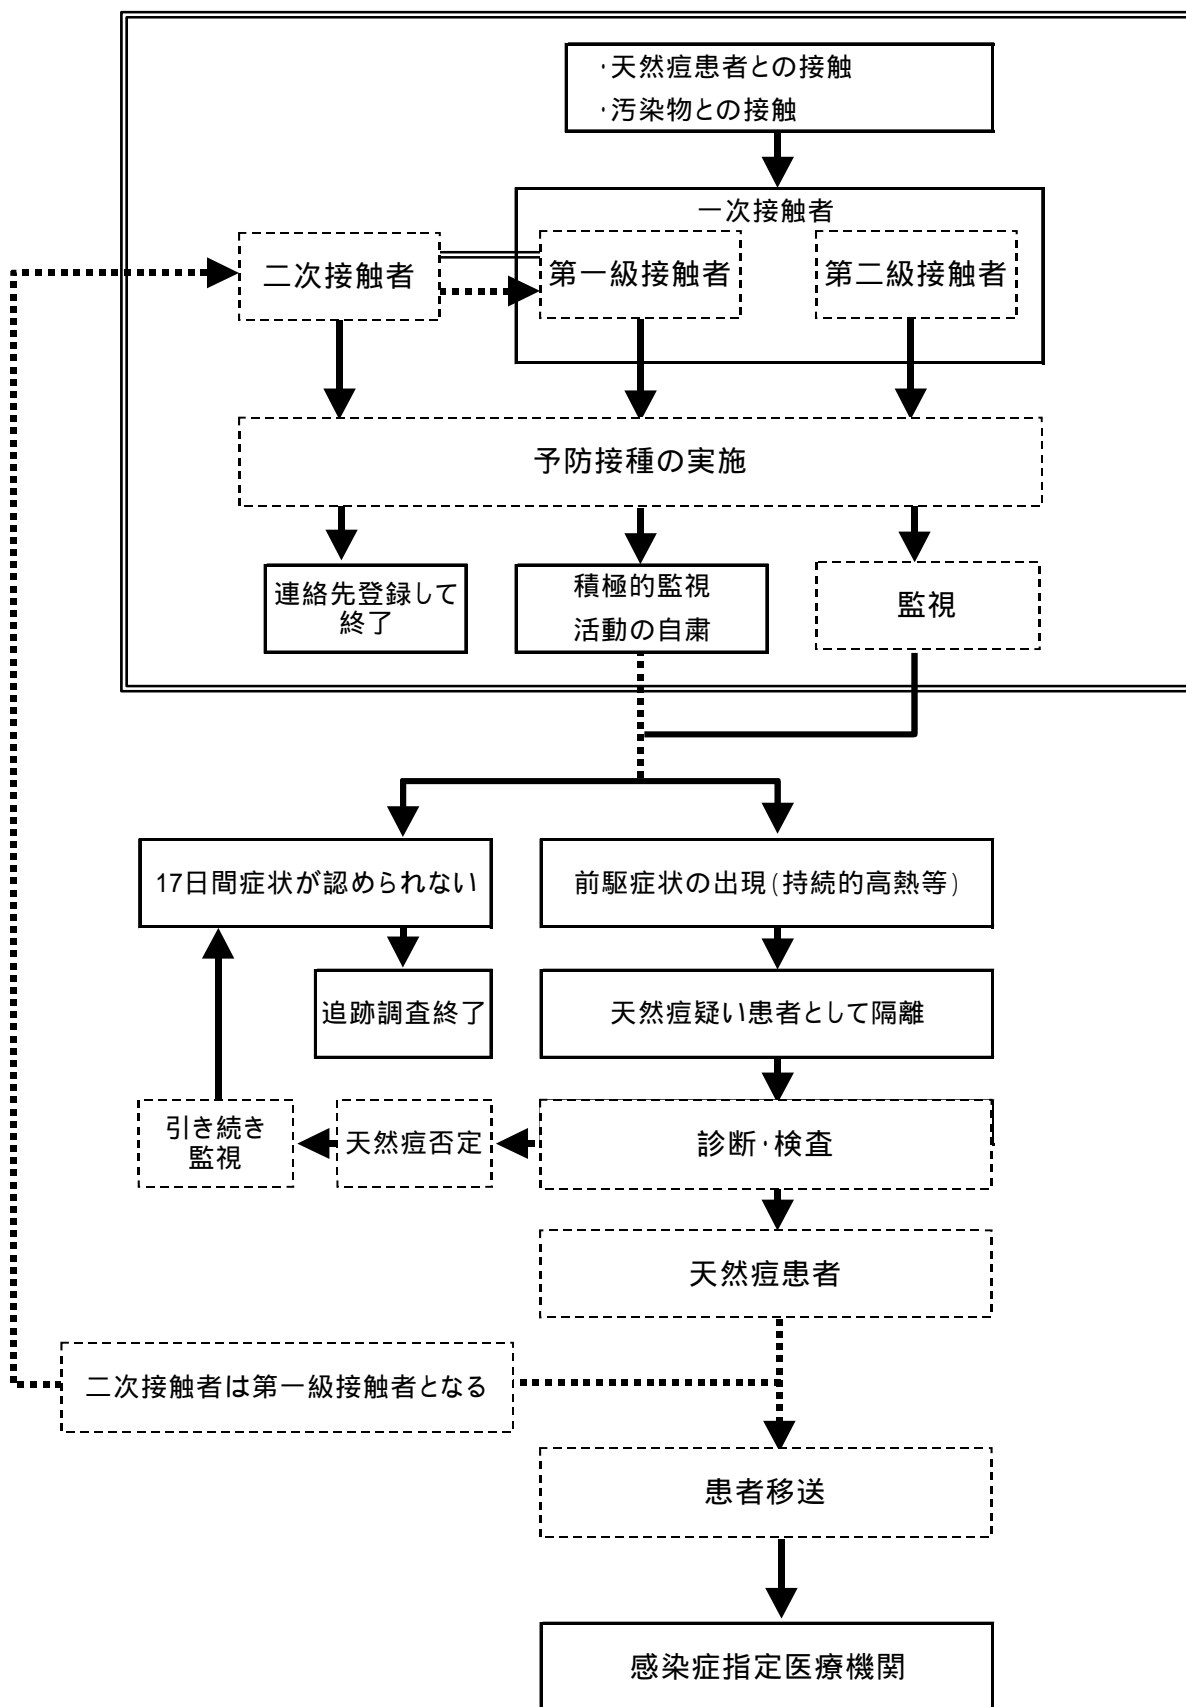 ・天然痘患者との接触
・汚染物との接触
一次接触者
二次接触者
第一級接触者
第二級接触者
予防接種の実施
連絡先登録して
終了
積極的監視
活動の自粛
監視
17日間症状が認められない
前駆症状の出現(持続的高熱等)
追跡調査終了
天然痘疑い患者として隔離
引き続き
監視
天然痘否定
診断・検査
天然痘患者
二次接触者は第一級接触者となる
患者移送
感染症指定医療機関